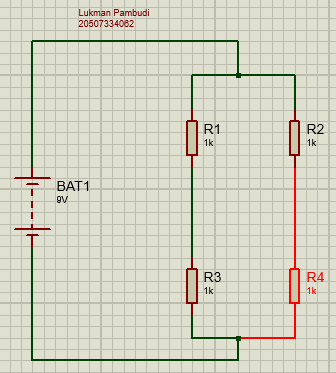 Lukman Pambudi
20507334062
R1
1k
R2
1k
BAT1
9V
R3
1k
R4
1k